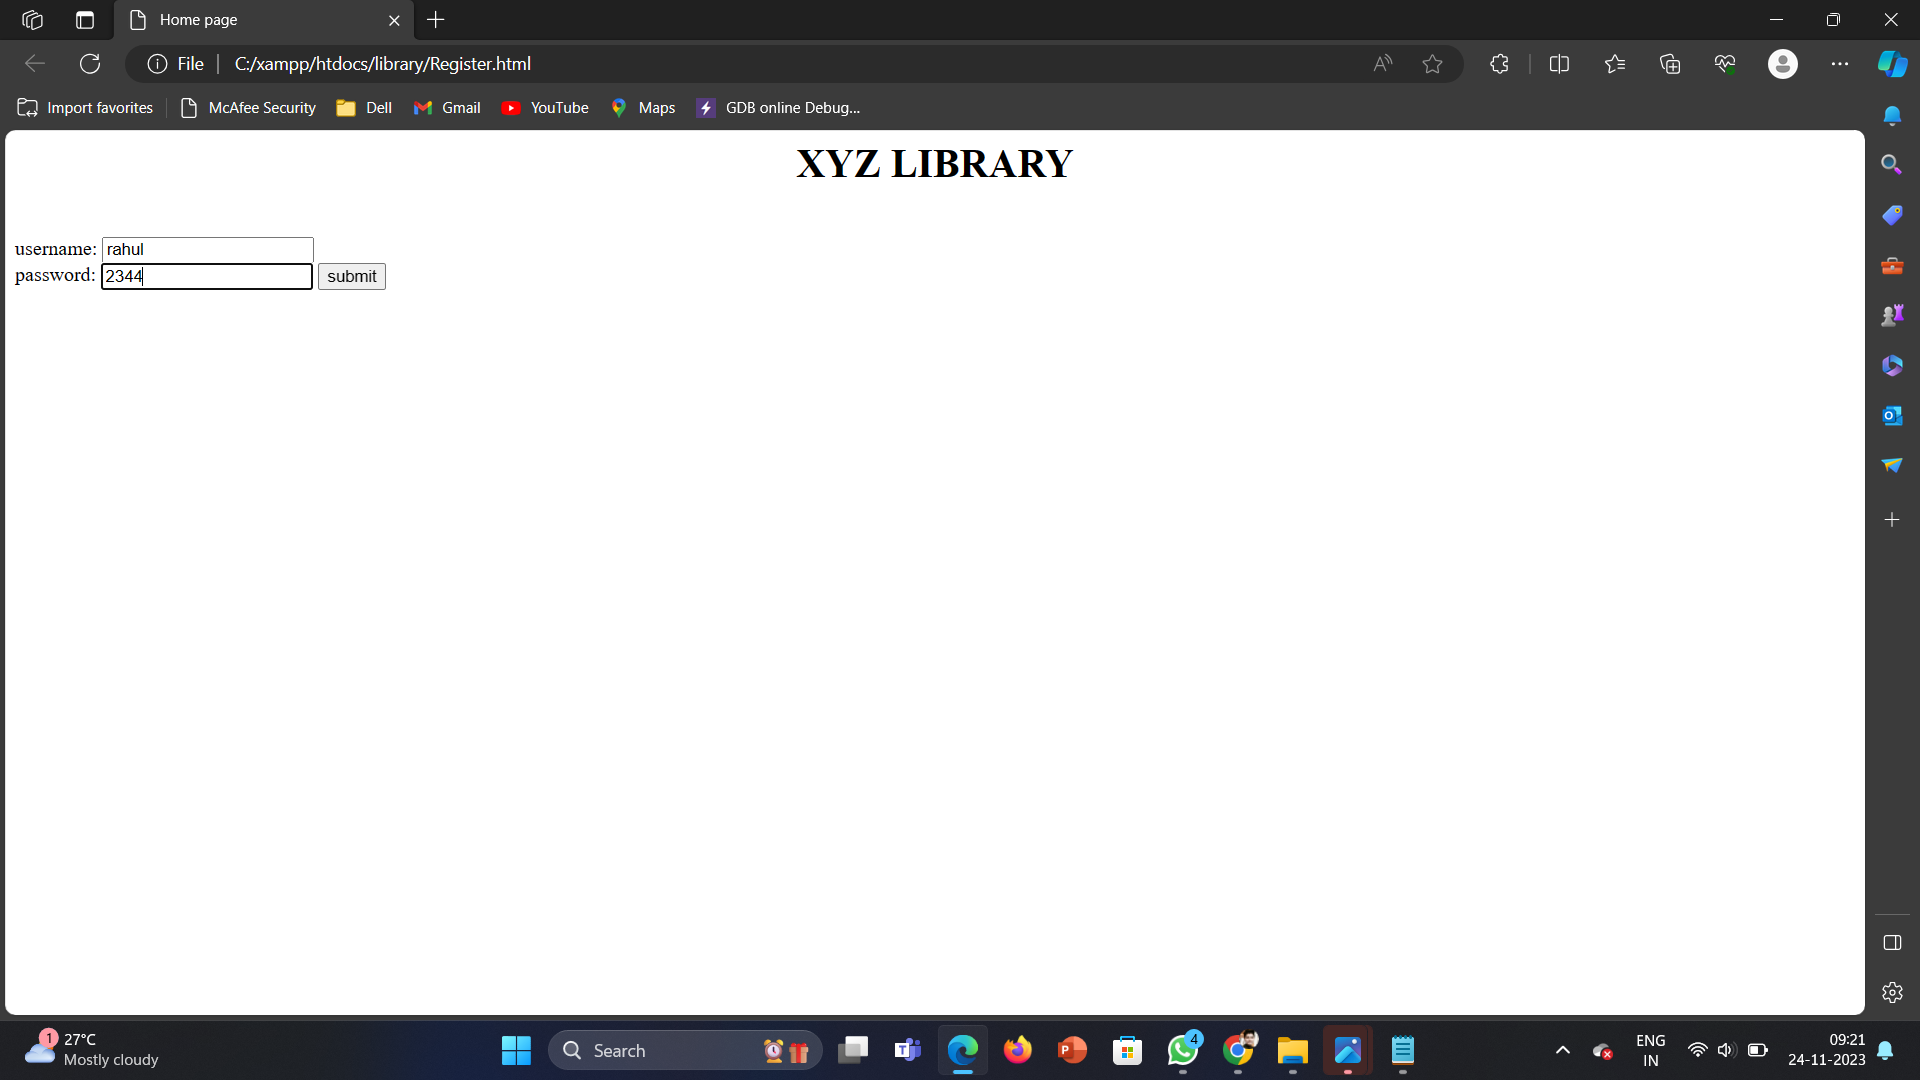 Home page
File
C:/xampp/htdocs/library/Register.html
Import favorites
McAfee Security
Dell
Gmail
YouTube
Maps
GDB online Debug...
XYZ LIBRARY
username: rahul
password: 2344 submit
1
27°C
Mostly cloudy
Search
4
ENG
IN
09:21
24-11-2023